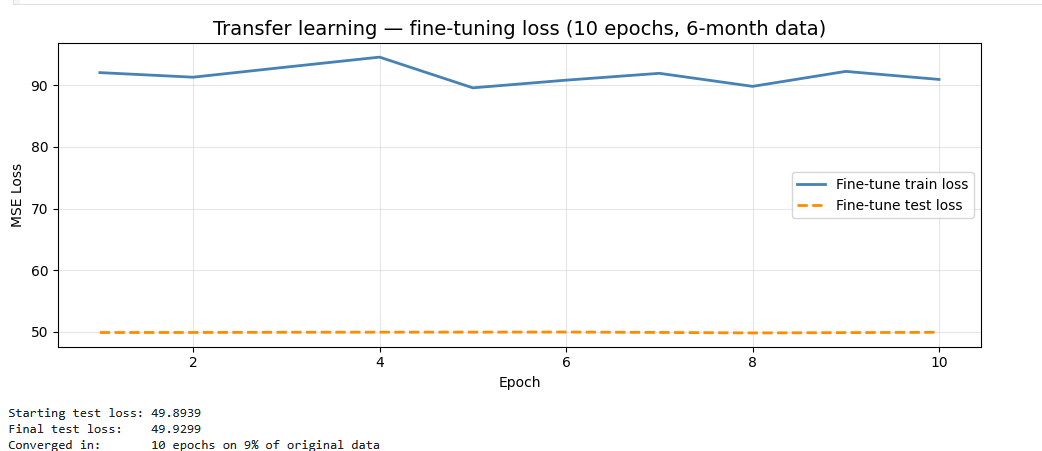 Transfer learning — fine-tuning loss (10 epochs, 6-month data)
90
80
70
60
50
MSE Loss
Fine-tune train loss
Fine-tune test loss
2 4 6 8 10
Epoch
Starting test loss: 49.8939
Final test loss: 49.9299
Converged in: 10 epochs on 9% of original data